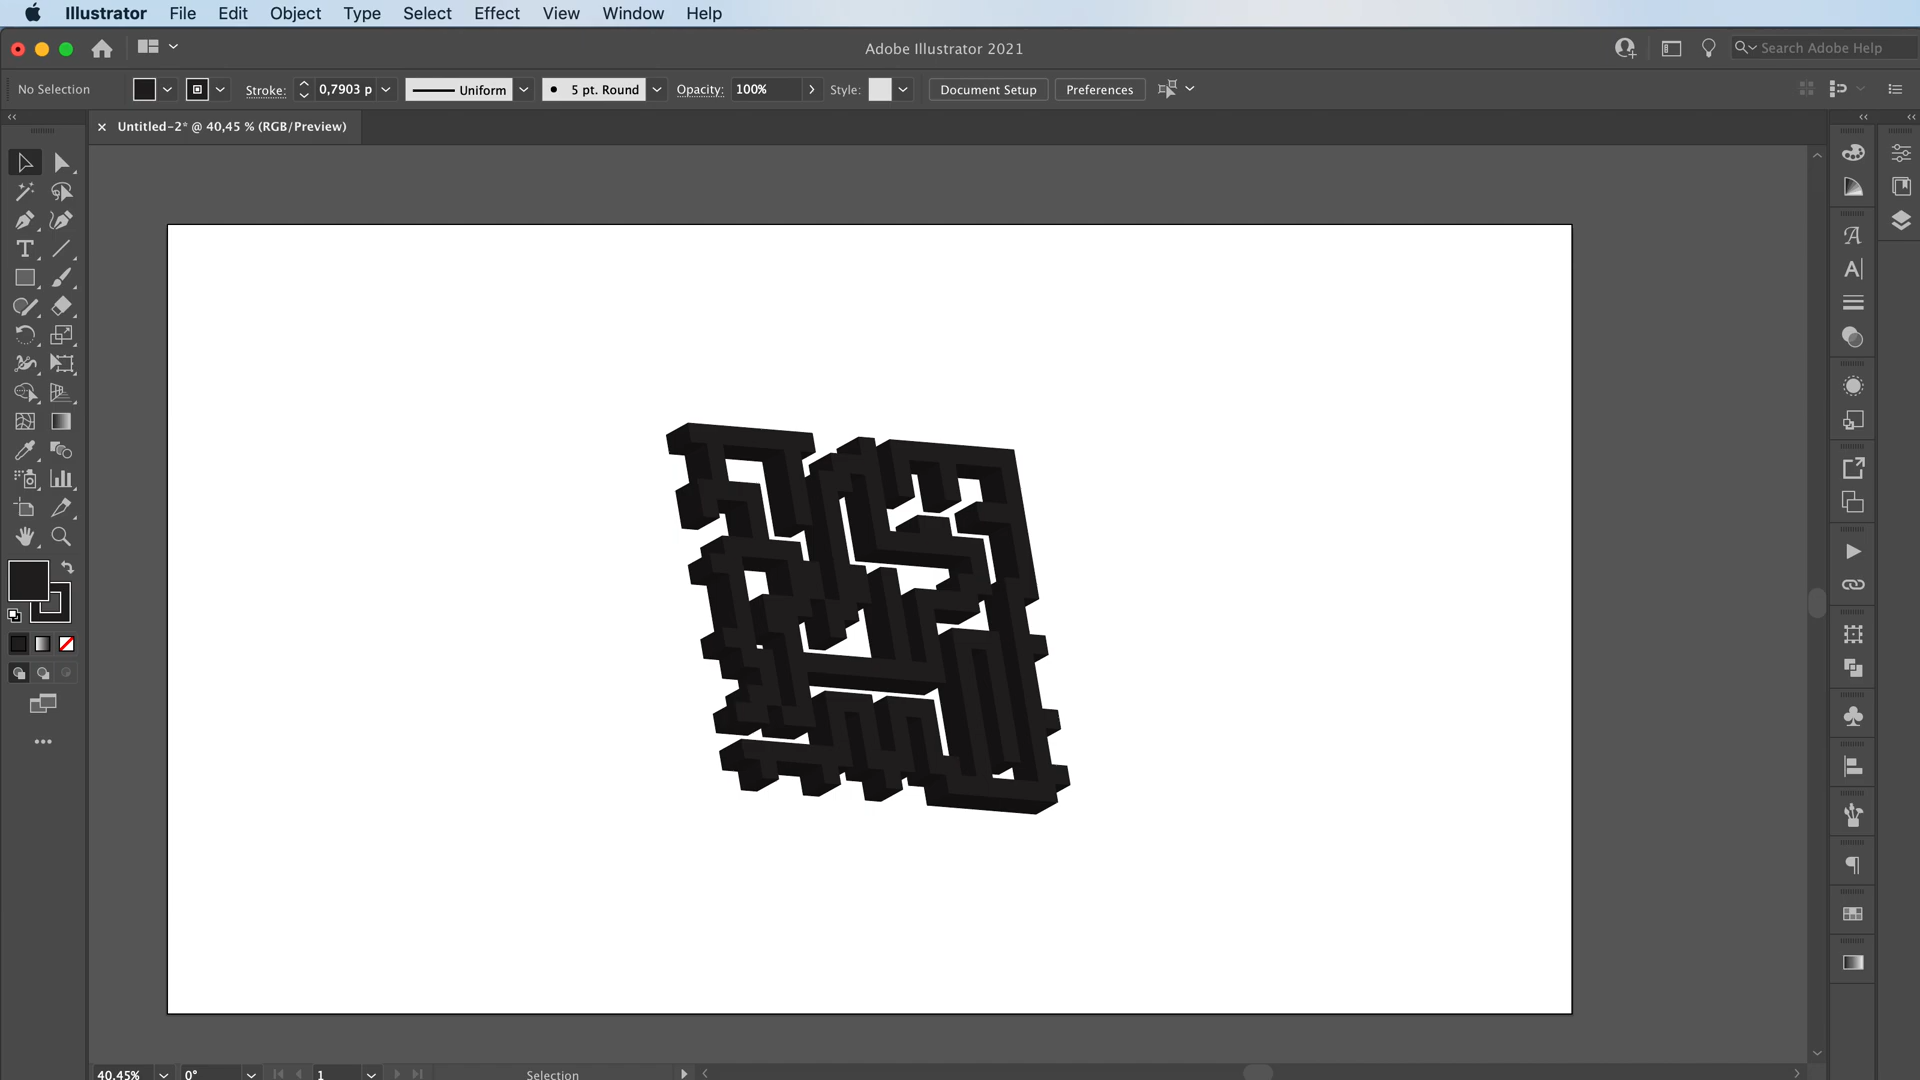 Illustrator File Edit Object Type Select Effect View Window Help
Adobe Illustrator 2021
Search Adobe Help
No Selection
Stroke: 0,7903 p
Uniform
5 pt. Round
Opacity: 100%
Style:
Document Setup
Preferences
Untitled-2* @ 40,45 % (RGB/Preview)
40,45% 0° 1 Selection